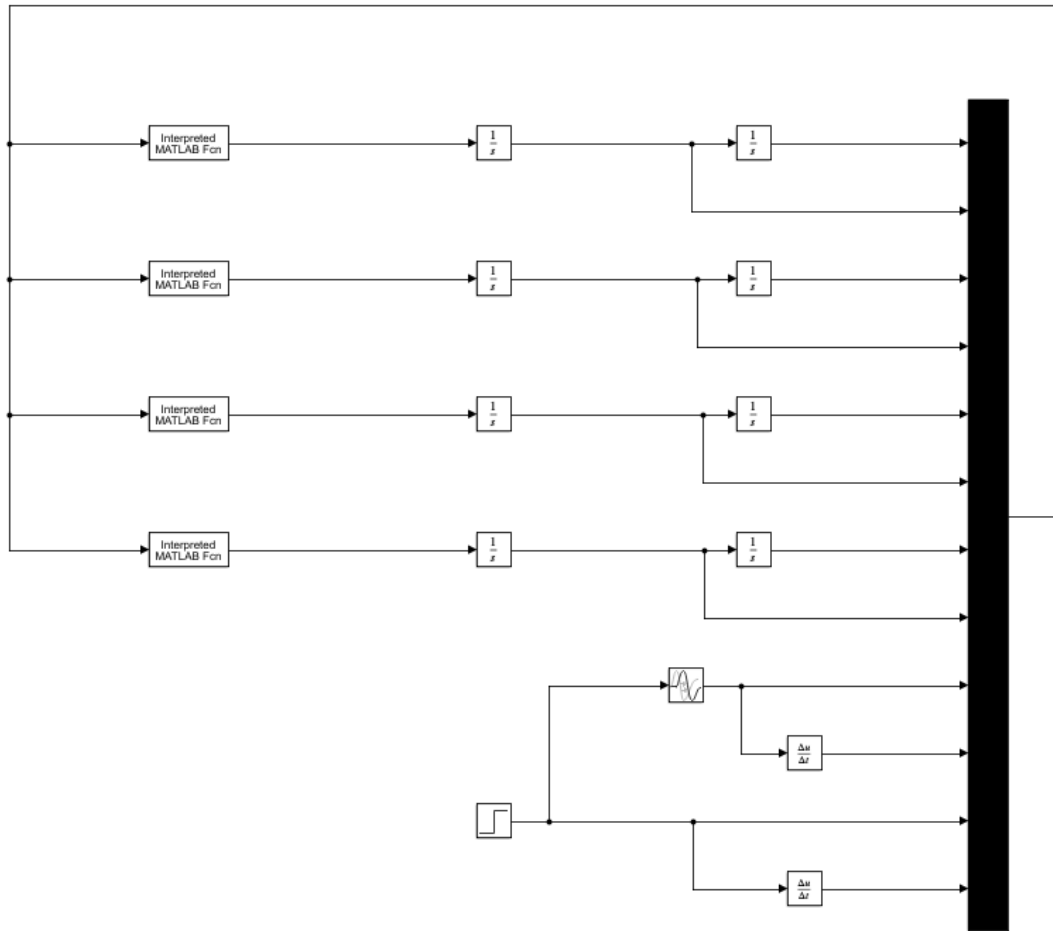 Interpreted
MATLAB Fcn
1
s
1
s
Interpreted
MATLAB Fcn
1
s
1
s
Interpreted
MATLAB Fcn
1
s
1
s
Interpreted
MATLAB Fcn
1
s
1
s
Δu
Δt
Δu
Δt